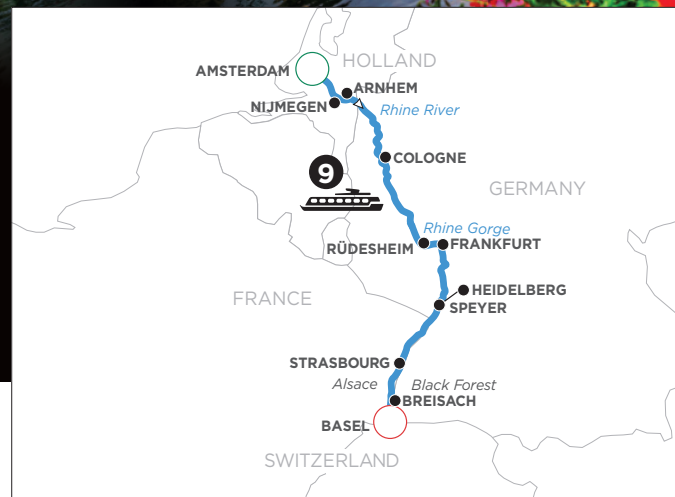 HOLLAND
AMSTERDAM
ARNHEM
NIJMEGEN
Rhine River
COLOGNE
9
GERMANY
Rhine Gorge
RÜDESHEIM
FRANKFURT
HEIDELBERG
FRANCE
SPEYER
STRASBOURG
Alsace
Black Forest
BREISACH
BASEL
SWITZERLAND